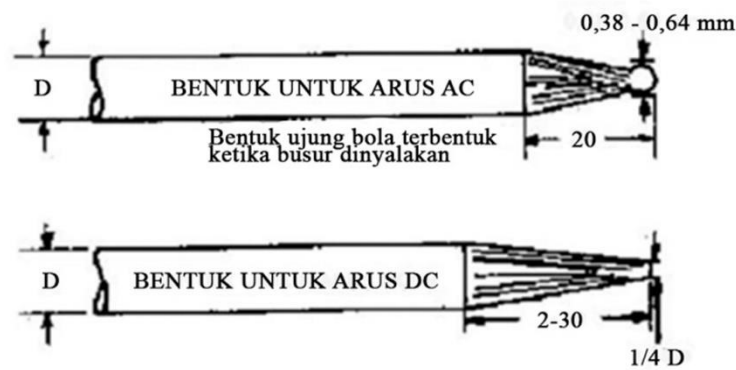 0,38 - 0,64 mm
D
BENTUK UNTUK ARUS AC
Bentuk ujung bola terbentuk
ketika busur dinyalakan
20
D
BENTUK UNTUK ARUS DC
2-30
1/4 D